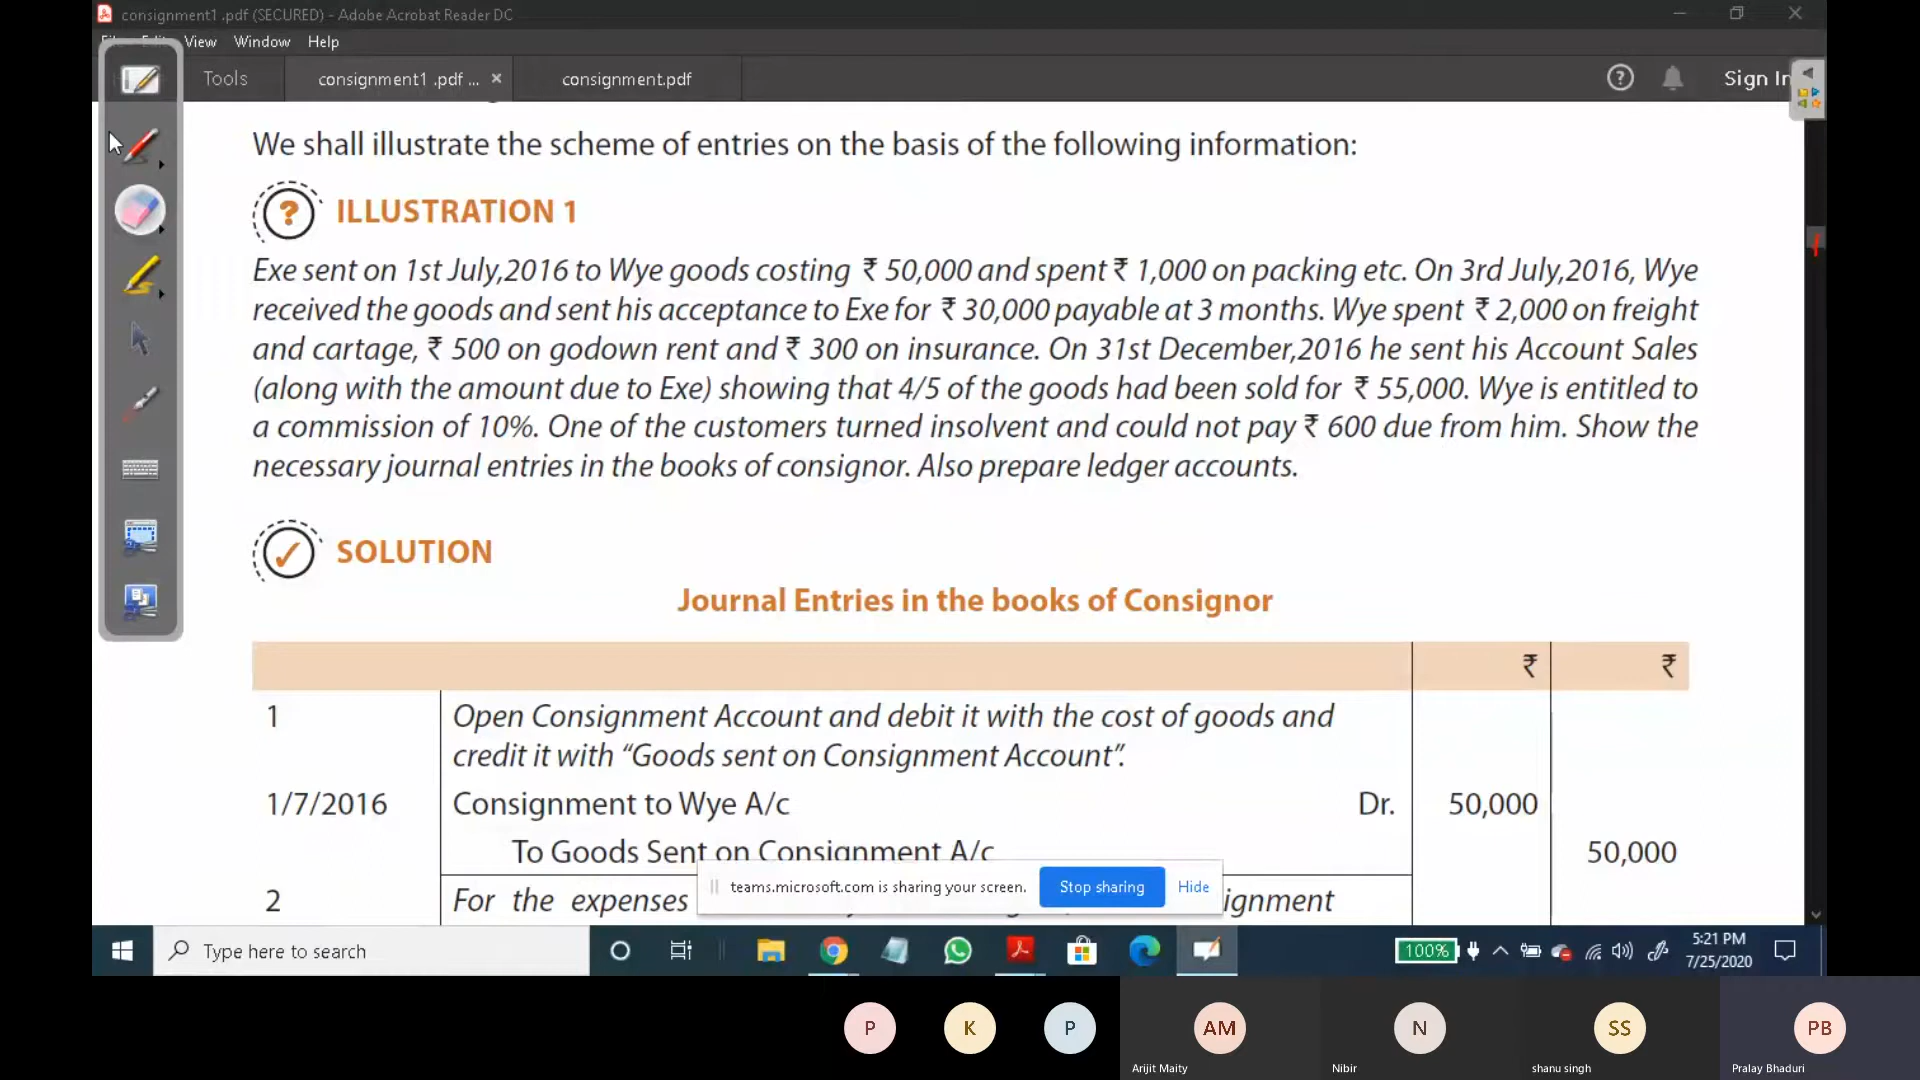 consignment1 .pdf (SECURED) - Adobe Acrobat Reader DC
View Window Help
Tools consignment1 .pdf ... × consignment.pdf Sign In
We shall illustrate the scheme of entries on the basis of the following information:
? ILLUSTRATION 1
Exe sent on 1st July,2016 to Wye goods costing ₹ 50,000 and spent ₹ 1,000 on packing etc. On 3rd July,2016, Wye
received the goods and sent his acceptance to Exe for ₹ 30,000 payable at 3 months. Wye spent ₹ 2,000 on freight
and cartage, ₹ 500 on godown rent and ₹ 300 on insurance. On 31st December,2016 he sent his Account Sales
(along with the amount due to Exe) showing that 4/5 of the goods had been sold for ₹ 55,000. Wye is entitled to
a commission of 10%. One of the customers turned insolvent and could not pay ₹ 600 due from him. Show the
necessary journal entries in the books of consignor. Also prepare ledger accounts.
SOLUTION
Journal Entries in the books of Consignor
₹ ₹
1 Open Consignment Account and debit it with the cost of goods and
credit it with “Goods sent on Consignment Account”.
1/7/2016 Consignment to Wye A/c Dr. 50,000
To Goods Sent on Consignment A/c 50,000
teams.microsoft.com is sharing your screen. Stop sharing Hide
2 For the expenses ignment
Type here to search
100%
5:21 PM
7/25/2020
P K P AM N SS PB
Arijit Maity Nibir shanu singh Pralay Bhaduri